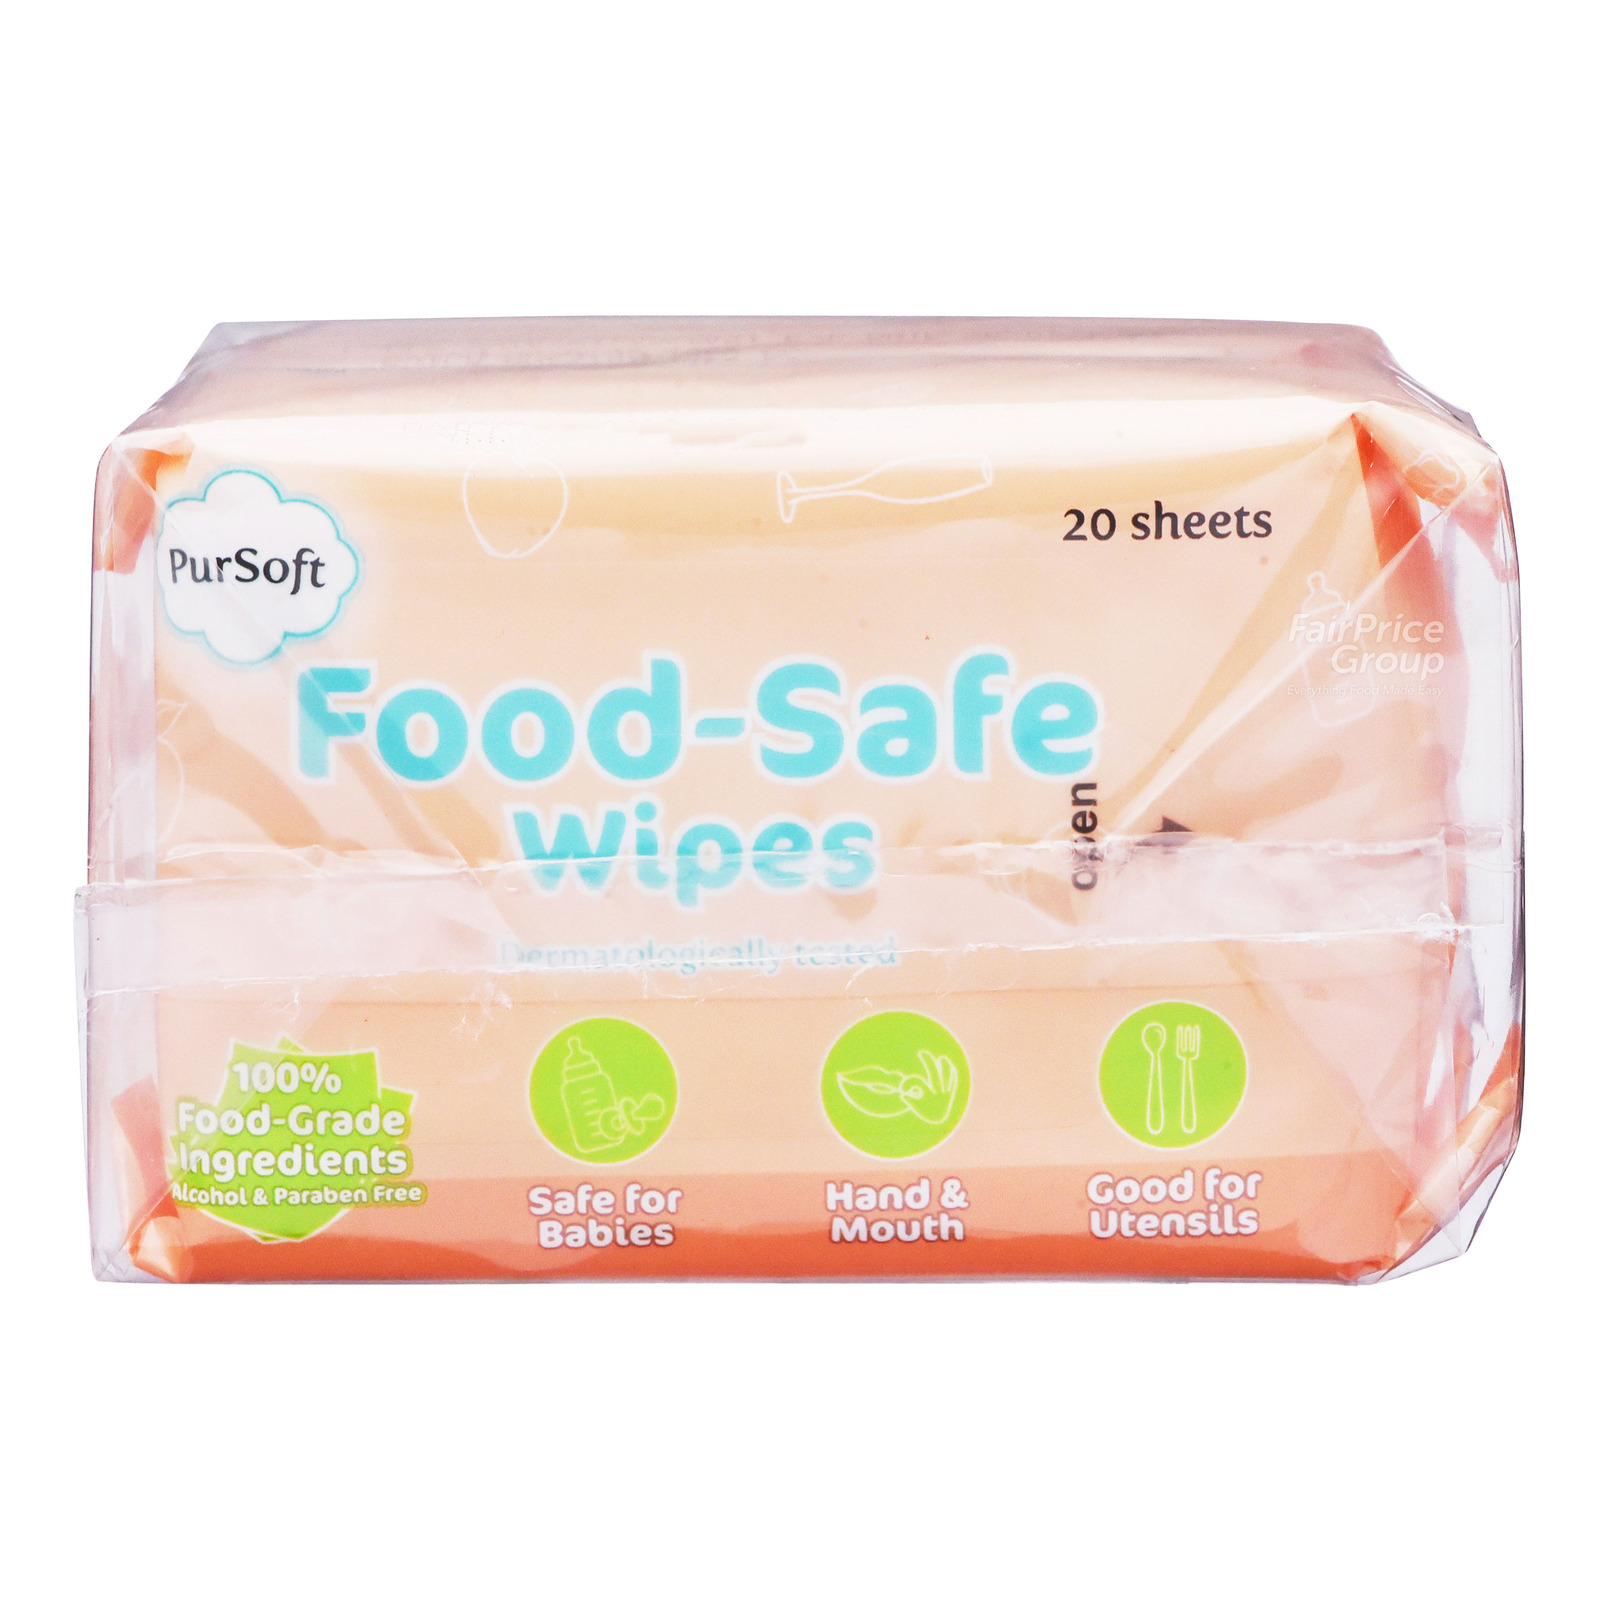 PurSoft
20 sheets
FairPrice
Group
Everything Food Made Easy
Food-Safe
Wipes
open
Dermatologically tested
100%
Food-Grade
Ingredients
Alcohol & Paraben Free
Safe for
Babies
Hand &
Mouth
Good for
Utensils